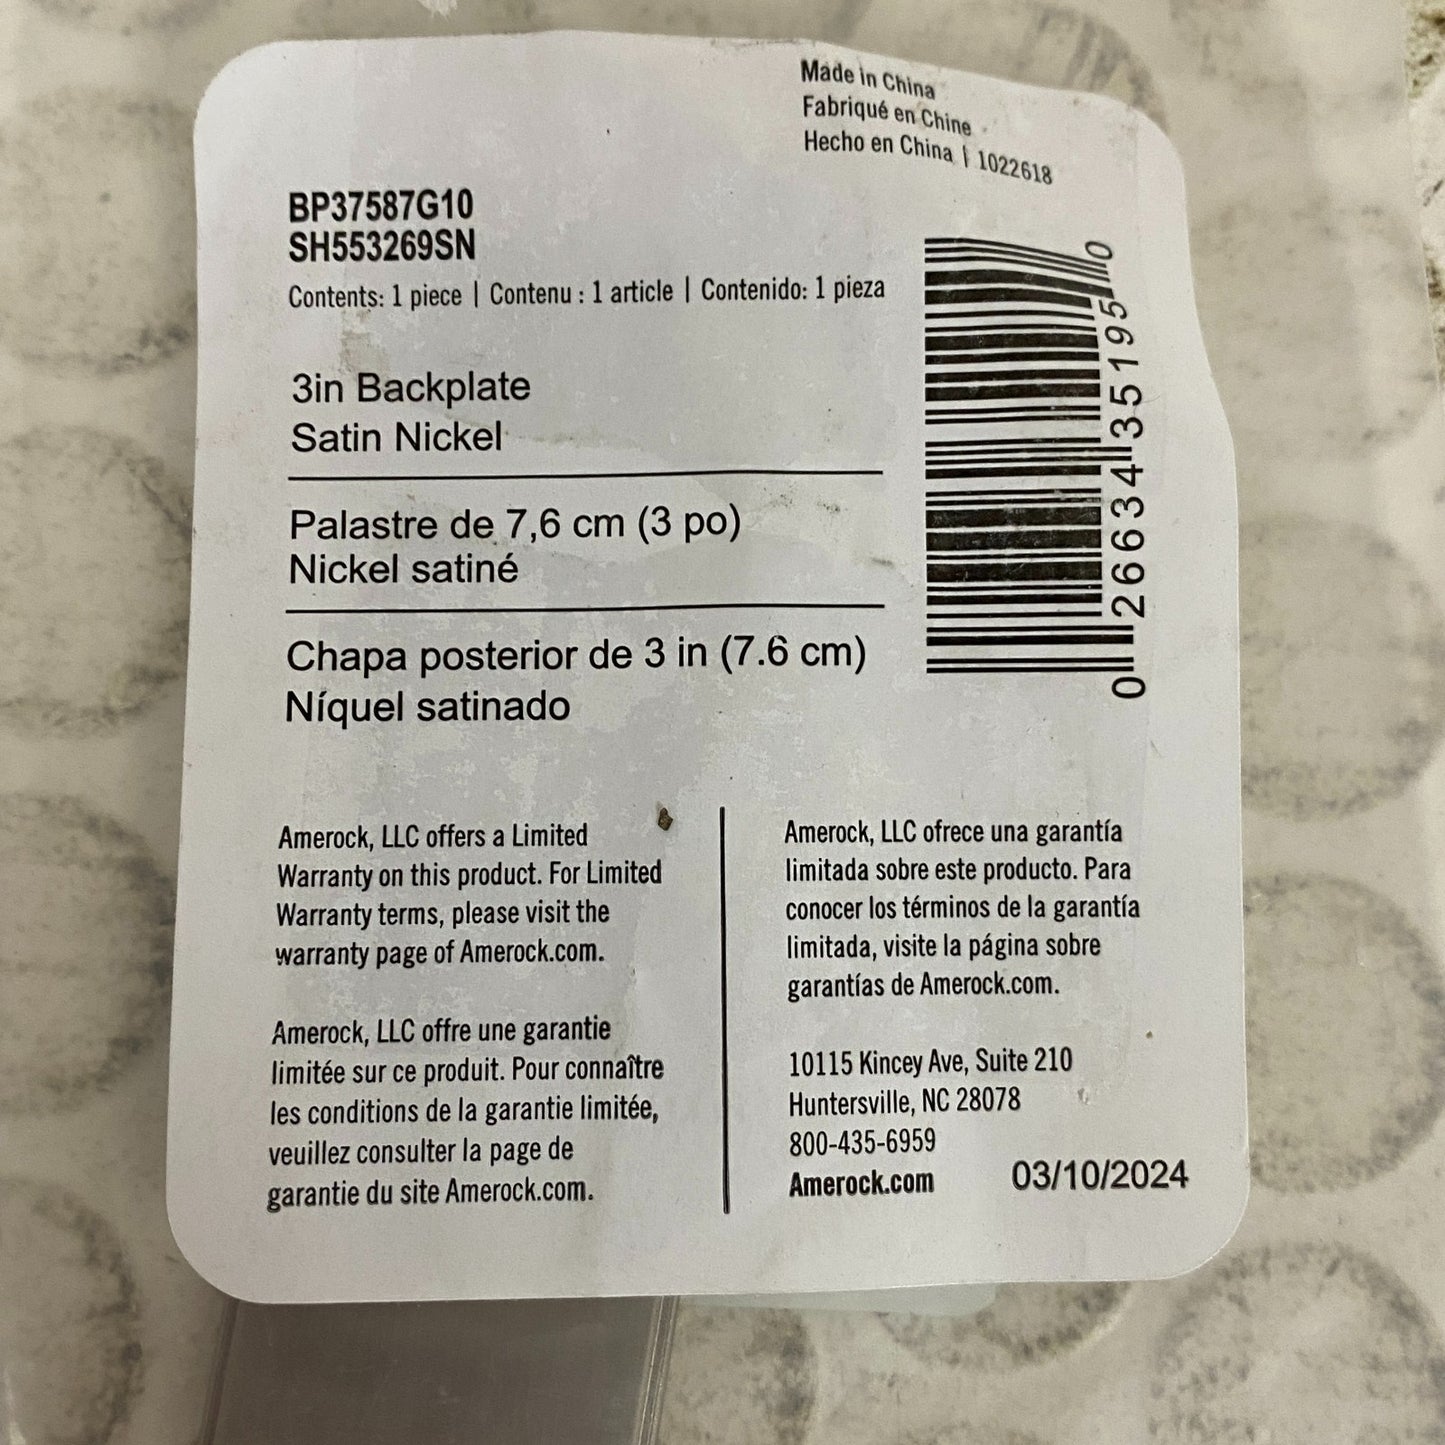 Made in China
Fabriqué en Chine
Hecho en China | 1022618
BP37587G10
SH553269SN
Contents: 1 piece | Contenu : 1 article | Contenido: 1 pieza
3in Backplate
Satin Nickel
Palastre de 7,6 cm (3 po)
Nickel satiné
Chapa posterior de 3 in (7.6 cm)
Níquel satinado
0 26634 35195 0
Amerock, LLC offers a Limited
Warranty on this product. For Limited
Warranty terms, please visit the
warranty page of Amerock.com.
Amerock, LLC offre une garantie
limitée sur ce produit. Pour connaître
les conditions de la garantie limitée,
veuillez consulter la page de
garantie du site Amerock.com.
Amerock, LLC ofrece una garantía
limitada sobre este producto. Para
conocer los términos de la garantía
limitada, visite la página sobre
garantías de Amerock.com.
10115 Kincey Ave, Suite 210
Huntersville, NC 28078
800-435-6959
Amerock.com 03/10/2024